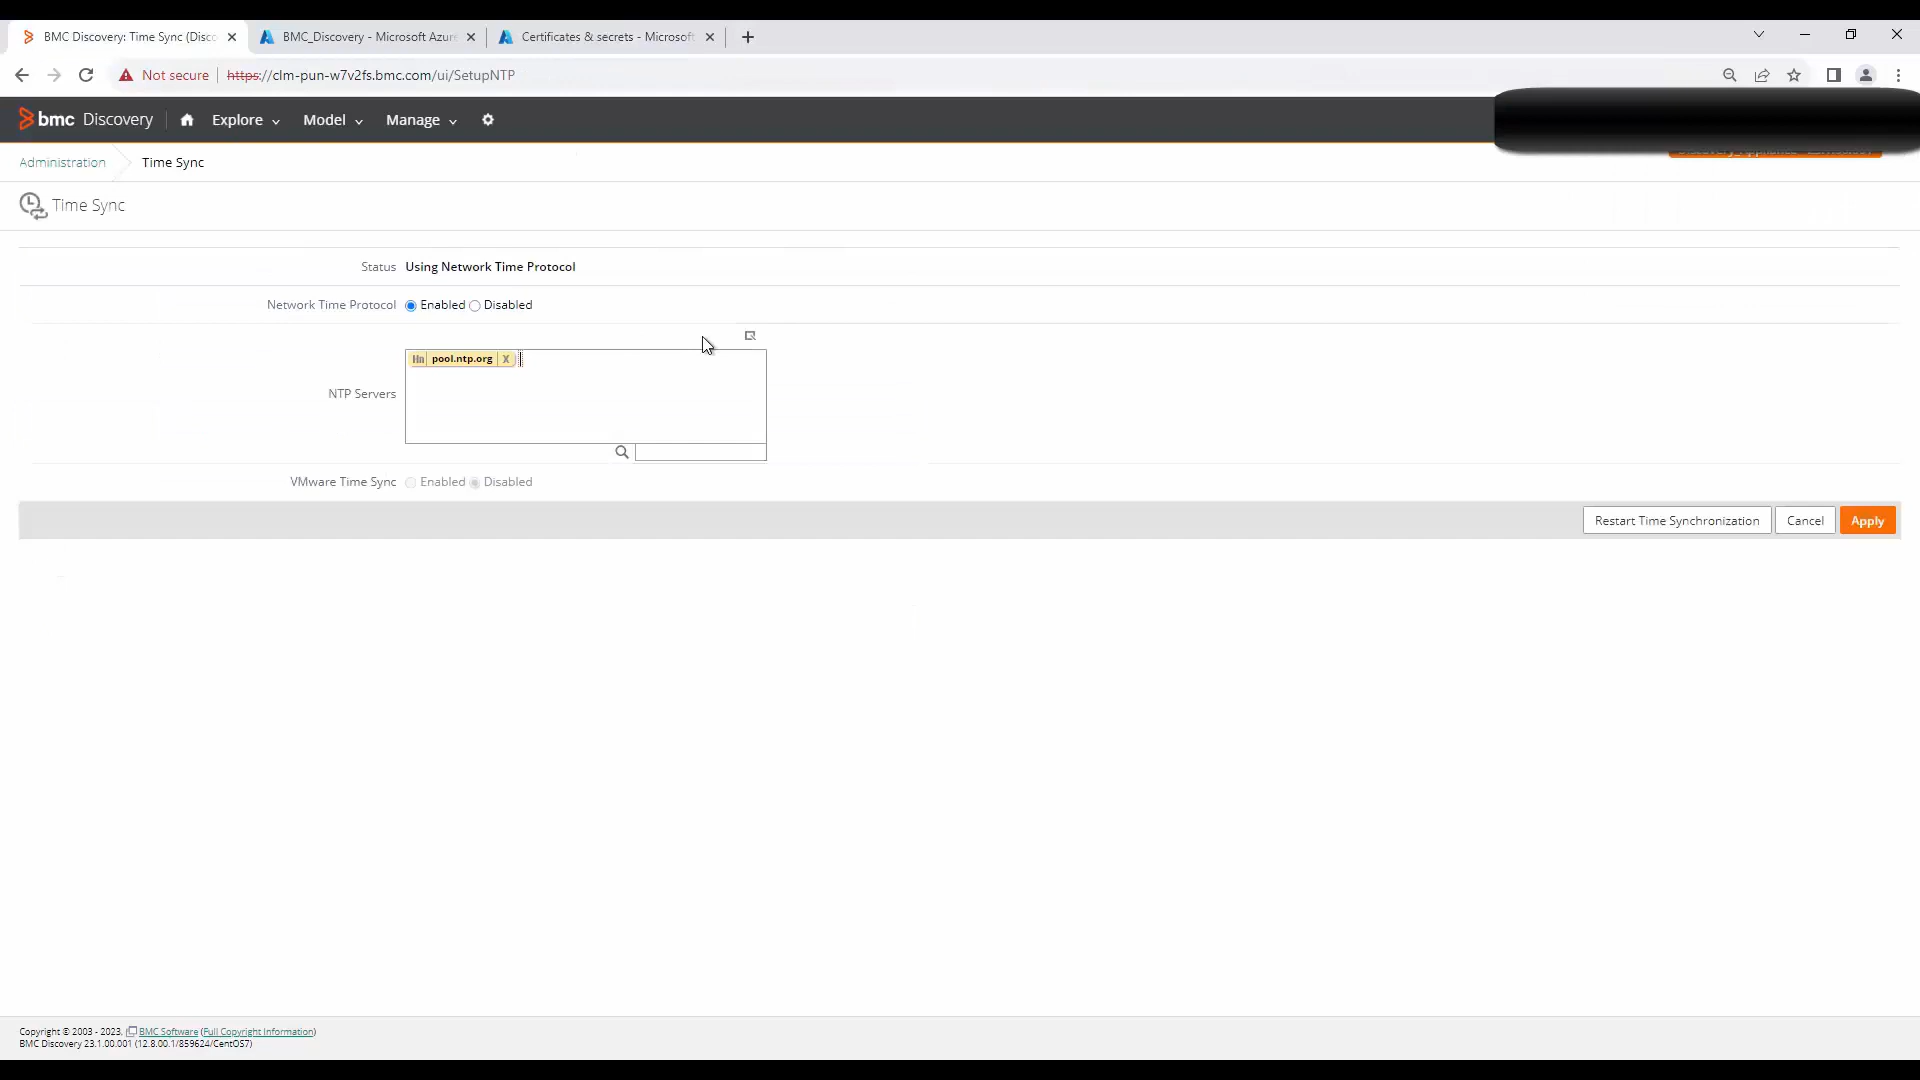 BMC Discovery: Time Sync (Disco
BMC_Discovery - Microsoft Azur
Certificates & secrets - Microsoft
Not secure https://clm-pun-w7v2fs.bmc.com/ui/SetupNTP
bmc Discovery Explore Model Manage
Administration Time Sync
Time Sync
Status Using Network Time Protocol
Network Time Protocol Enabled Disabled
Hn pool.ntp.org X
NTP Servers
VMware Time Sync Enabled Disabled
Restart Time Synchronization Cancel Apply
Copyright © 2003 - 2023, BMC Software (Full Copyright Information)
BMC Discovery 23.1.00.001 (12.8.00.1/859624/CentOS7)